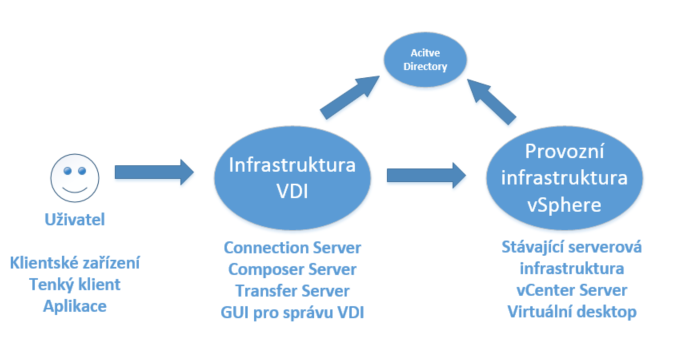 Acitve
Directory
Infrastruktura
VDI
Provozní
infrastruktura
vSphere
Uživatel
Klientské zařízení
Tenký klient
Aplikace
Connection Server
Composer Server
Transfer Server
GUI pro správu VDI
Stávající serverová
infrastruktura
vCenter Server
Virtuální desktop